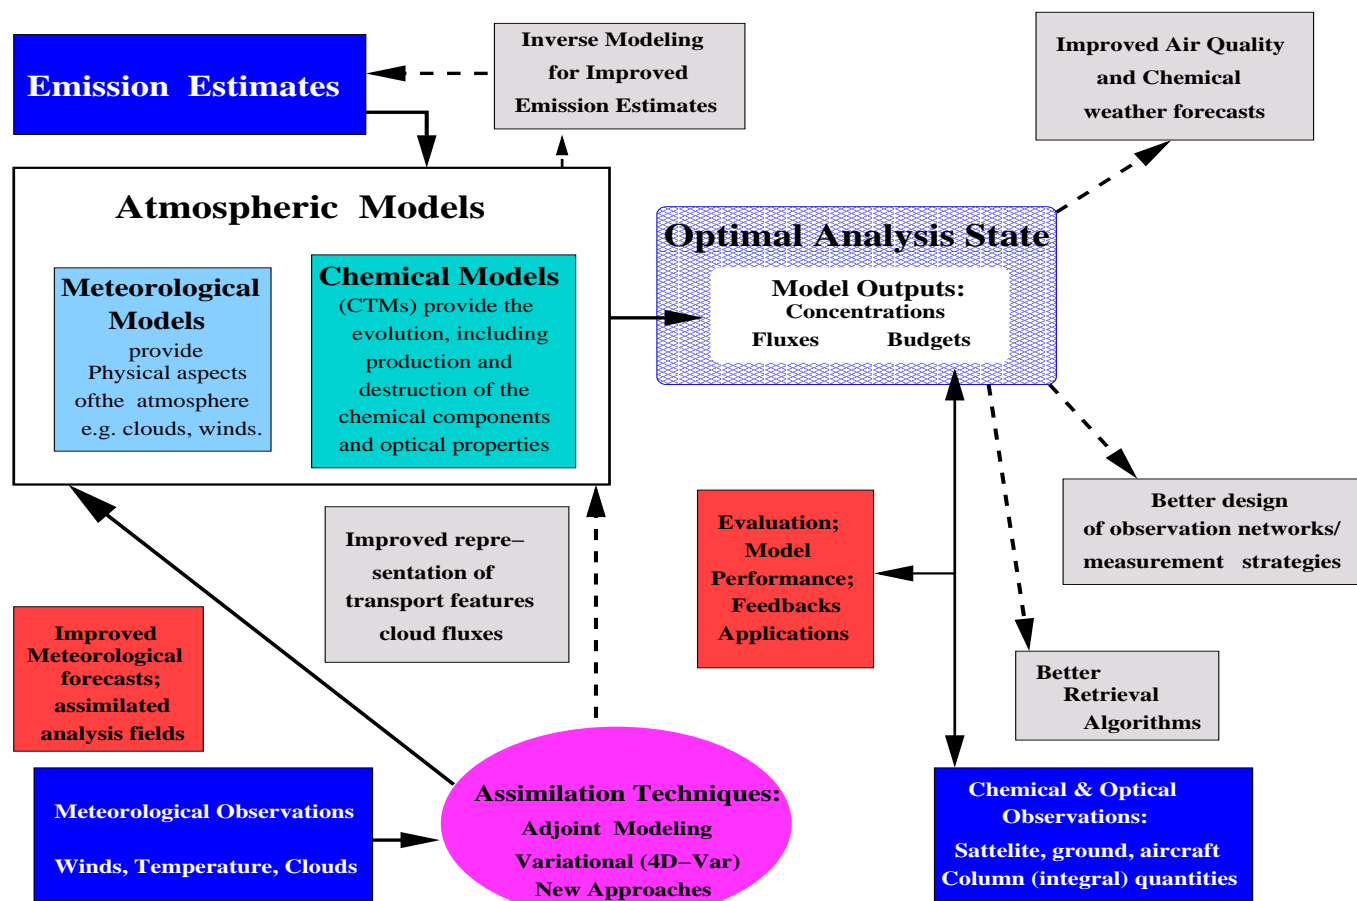 Emission Estimates
Inverse Modeling
for Improved
Emission Estimates
Improved Air Quality
and Chemical
weather forecasts
Atmospheric Models
Meteorological
Models
provide
Physical aspects
ofthe atmosphere
e.g. clouds, winds.
Chemical Models
(CTMs) provide the
evolution, including
production and
destruction of the
chemical components
and optical properties
Optimal Analysis State
Model Outputs:
Concentrations
Fluxes Budgets
Improved repre–
sentation of
transport features
cloud fluxes
Evaluation;
Model
Performance;
Feedbacks
Applications
Better design
of observation networks/
measurement strategies
Improved
Meteorological
forecasts;
assimilated
analysis fields
Better
Retrieval
Algorithms
Meteorological Observations
Winds, Temperature, Clouds
Assimilation Techniques:
Adjoint Modeling
Variational (4D–Var)
New Approaches
Chemical & Optical
Observations:
Sattelite, ground, aircraft
Column (integral) quantities